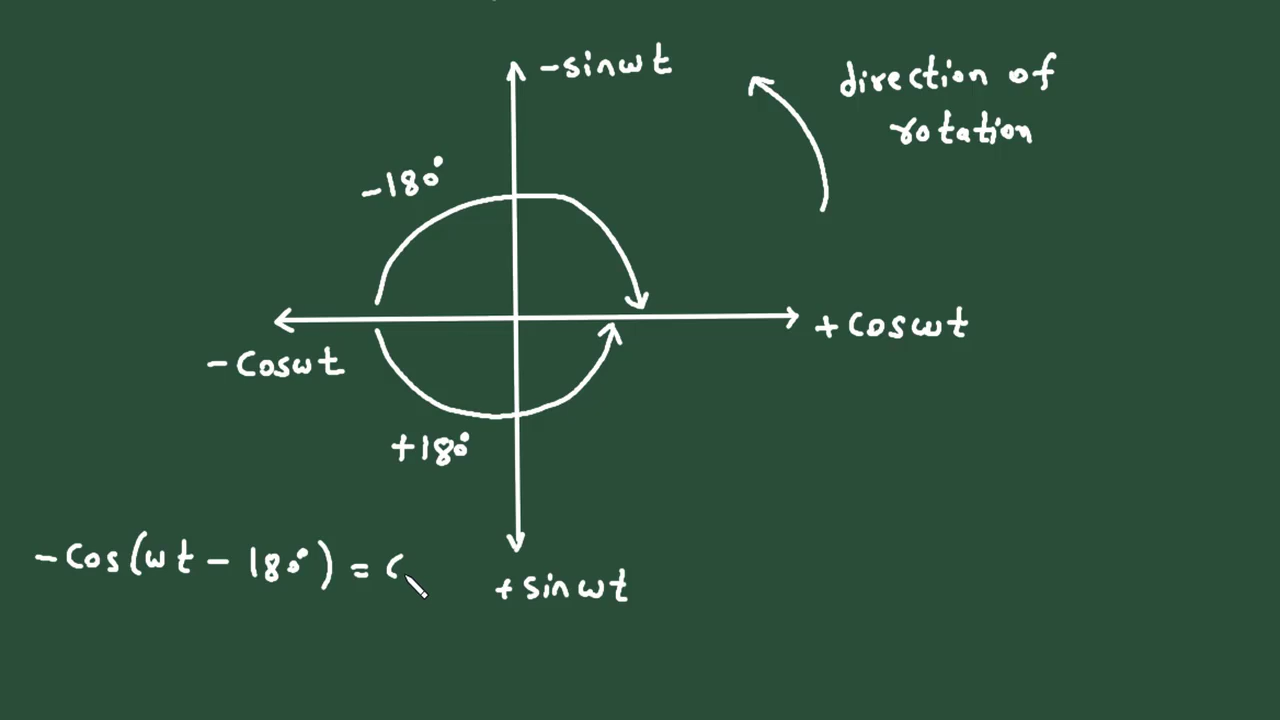 -sinωt
direction of
rotation
-180°
+cosωt
-cosωt
+180°
-cos(ωt - 180°) = c
+sinωt